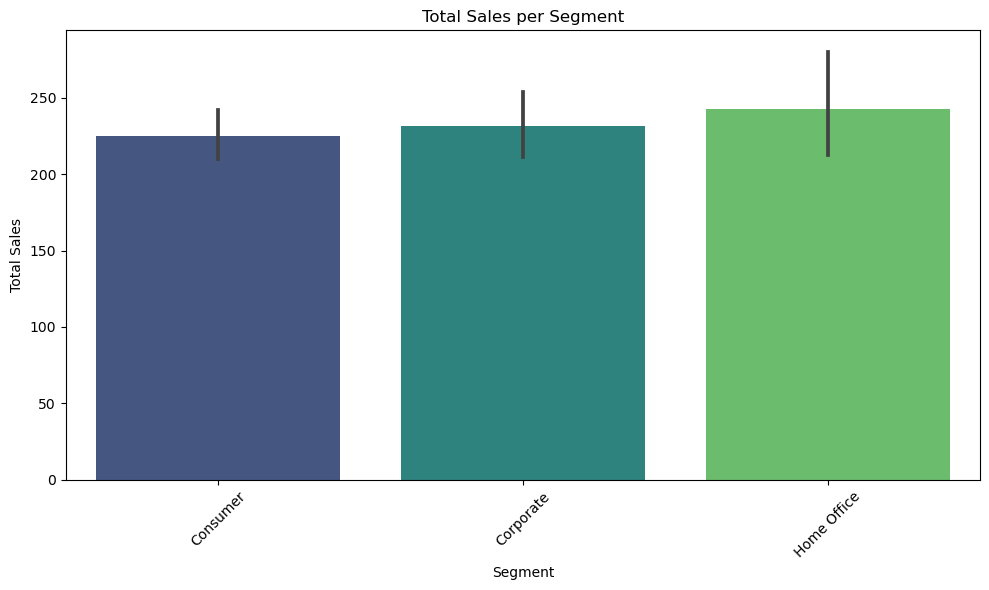 Total Sales per Segment
Total Sales
250
200
150
100
50
0
Consumer
Corporate
Home Office
Segment